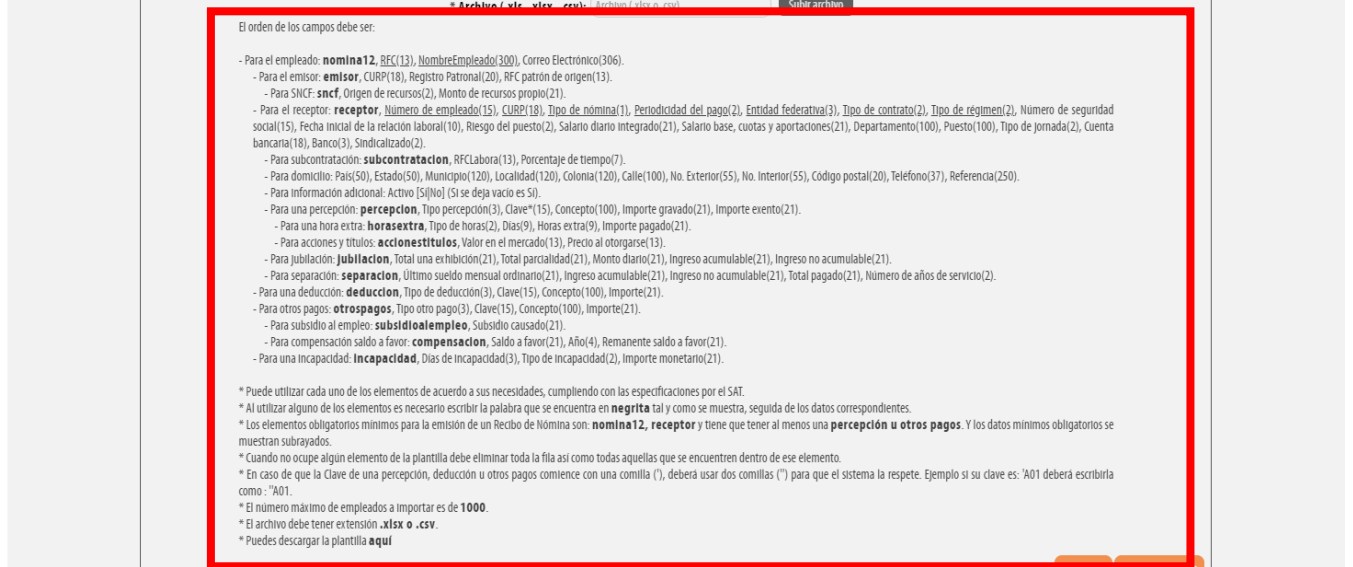 * Archivo (.xls, .xlsx, .csv): Archivo (.xlsx o .csv) Subir archivo
El orden de los campos debe ser:
- Para el empleado: nomina12, RFC(13), NombreEmpleado(300), Correo Electrónico(306).
- Para el emisor: emisor, CURP(18), Registro Patronal(20), RFC patrón de origen(13).
- Para SNCF: sncf, Origen de recursos(2), Monto de recursos propio(21).
- Para el receptor: receptor, Número de empleado(15), CURP(18), Tipo de nómina(1), Periodicidad del pago(2), Entidad federativa(3), Tipo de contrato(2), Tipo de régimen(2), Número de seguridad
social(15), Fecha inicial de la relación laboral(10), Riesgo del puesto(2), Salario diario integrado(21), Salario base, cuotas y aportaciones(21), Departamento(100), Puesto(100), Tipo de jornada(2), Cuenta
bancaria(18), Banco(3), Sindicalizado(2).
- Para subcontratación: subcontratacion, RFCLabora(13), Porcentaje de tiempo(7).
- Para domicilio: País(50), Estado(50), Municipio(120), Localidad(120), Colonia(120), Calle(100), No. Exterior(55), No. Interior(55), Código postal(20), Teléfono(37), Referencia(250).
- Para información adicional: Activo [Sí|No] (Si se deja vacío es Sí).
- Para una percepción: percepcion, Tipo percepción(3), Clave*(15), Concepto(100), Importe gravado(21), Importe exento(21).
- Para una hora extra: horasextra, Tipo de horas(2), Días(9), Horas extra(9), Importe pagado(21).
- Para acciones y títulos: accionestitulos, Valor en el mercado(13), Precio al otorgarse(13).
- Para jubilación: jubilacion, Total una exhibición(21), Total parcialidad(21), Monto diario(21), Ingreso acumulable(21), Ingreso no acumulable(21).
- Para separación: separacion, Último sueldo mensual ordinario(21), Ingreso acumulable(21), Ingreso no acumulable(21), Total pagado(21), Número de años de servicio(2).
- Para una deducción: deduccion, Tipo de deducción(3), Clave(15), Concepto(100), Importe(21).
- Para otros pagos: otrospagos, Tipo otro pago(3), Clave(15), Concepto(100), Importe(21).
- Para subsidio al empleo: subsidioalempleo, Subsidio causado(21).
- Para compensación saldo a favor: compensacion, Saldo a favor(21), Año(4), Remanente saldo a favor(21).
- Para una incapacidad: incapacidad, Días de incapacidad(3), Tipo de incapacidad(2), Importe monetario(21).
* Puede utilizar cada uno de los elementos de acuerdo a sus necesidades, cumpliendo con las especificaciones por el SAT.
* Al utilizar alguno de los elementos es necesario escribir la palabra que se encuentra en negrita tal y como se muestra, seguida de los datos correspondientes.
* Los elementos obligatorios mínimos para la emisión de un Recibo de Nómina son: nomina12, receptor y tiene que tener al menos una percepción u otros pagos. Y los datos mínimos obligatorios se
muestran subrayados.
* Cuando no ocupe algún elemento de la plantilla debe eliminar toda la fila así como todas aquellas que se encuentren dentro de ese elemento.
* En caso de que la Clave de una percepción, deducción u otros pagos comience con una comilla ('), deberá usar dos comillas ('') para que el sistema la respete. Ejemplo si su clave es: 'A01 deberá escribirla
como : ''A01.
* El número máximo de empleados a importar es de 1000.
* El archivo debe tener extensión .xlsx o .csv.
* Puedes descargar la plantilla aquí